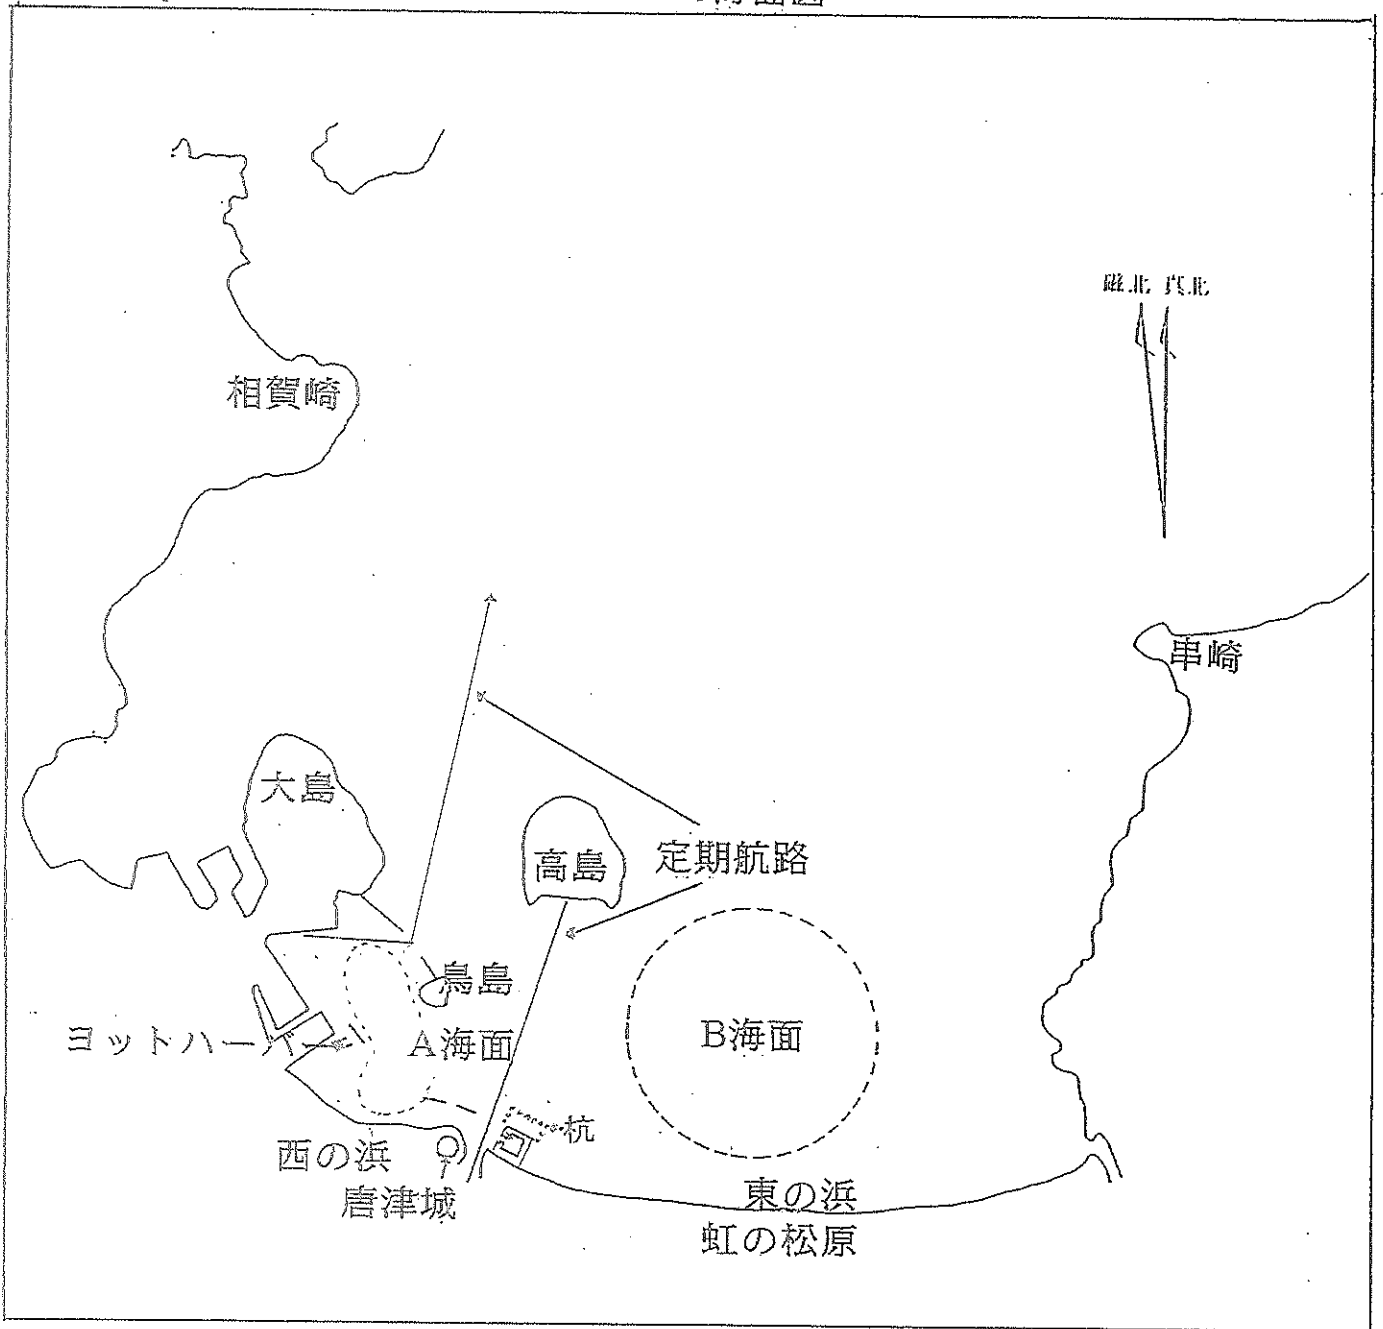 磁北 真北
相賀崎
串崎
大島
高島
定期航路
鳥島
ヨットハーバー
A海面
B海面
杭
西の浜
唐津城
東の浜
虹の松原